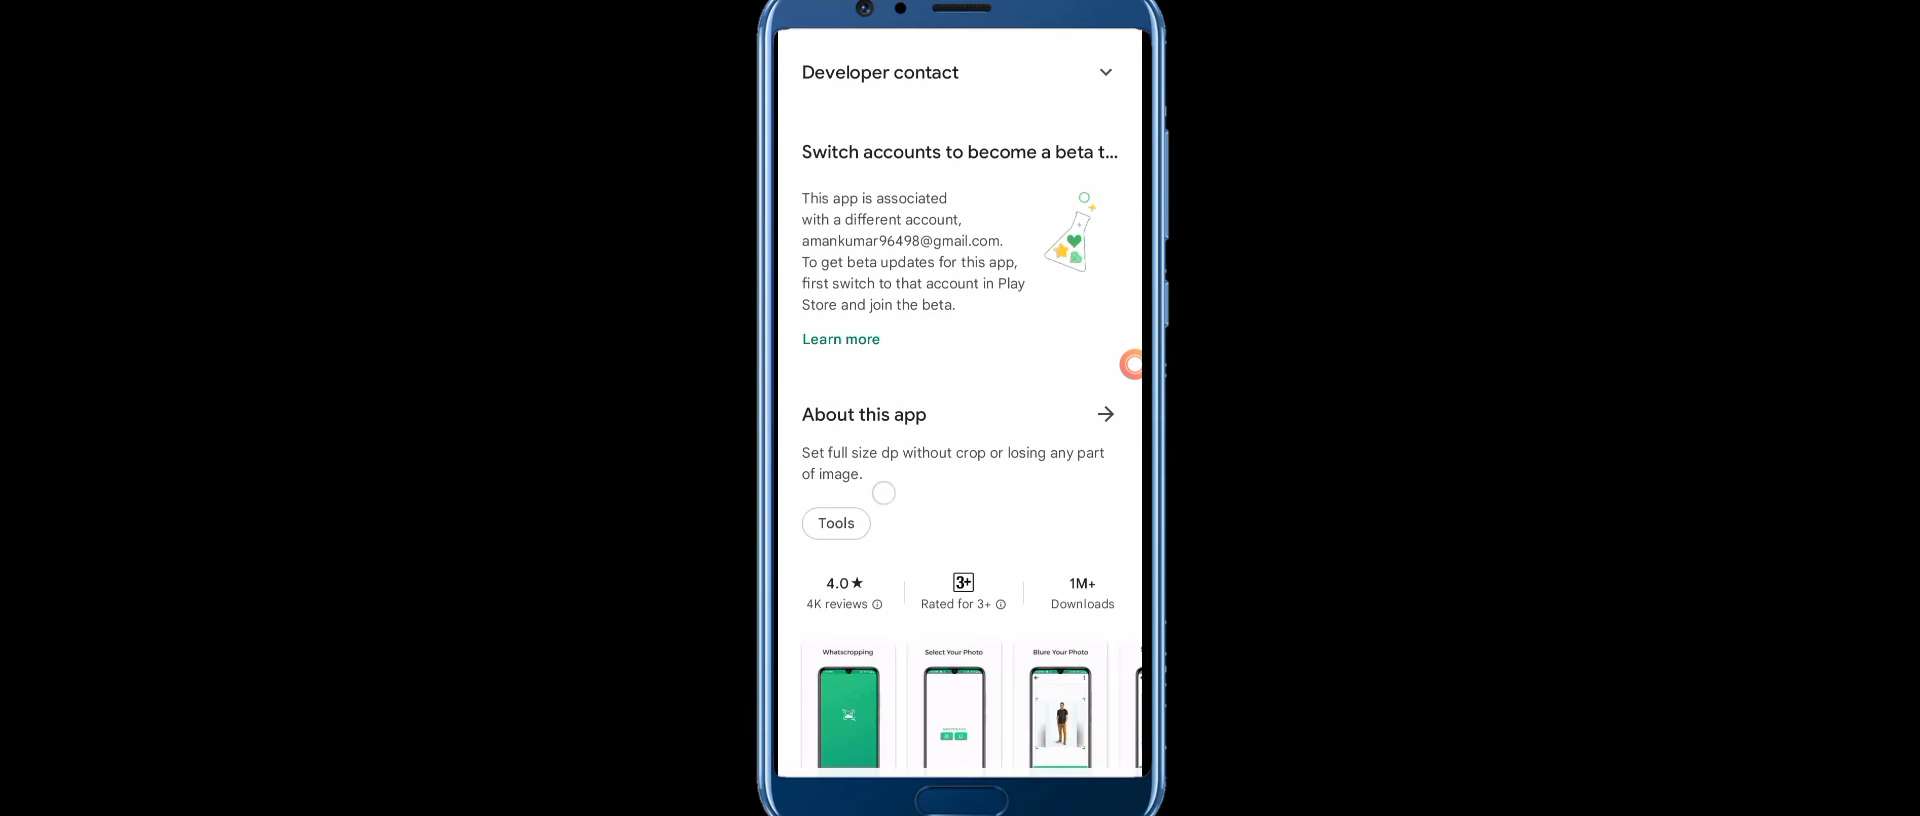 Developer contact
Switch accounts to become a beta t...
This app is associated
with a different account,
amankumar96498@gmail.com.
To get beta updates for this app,
first switch to that account in Play
Store and join the beta.
Learn more
About this app
Set full size dp without crop or losing any part
of image.
Tools
4.0★ 3+ 1M+
4K reviews Rated for 3+ Downloads
Whatscropping Select Your Photo Blure Your Photo